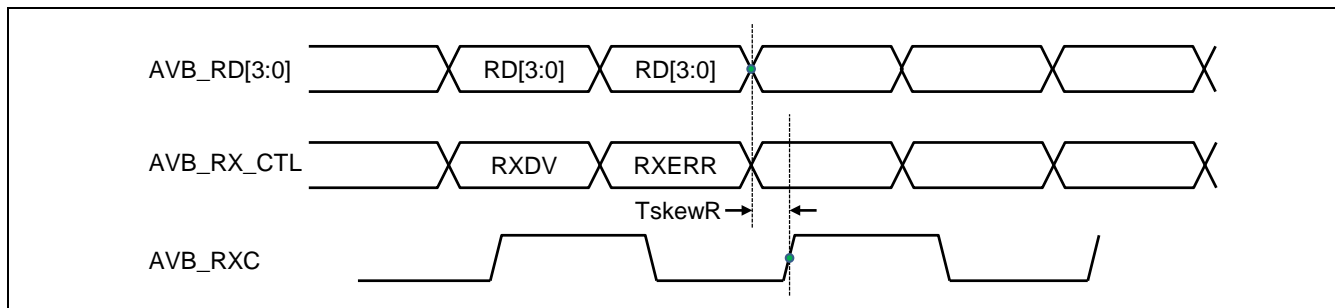 AVB_RD[3:0] RD[3:0] RD[3:0]
AVB_RX_CTL RXDV RXERR
TskewR
AVB_RXC